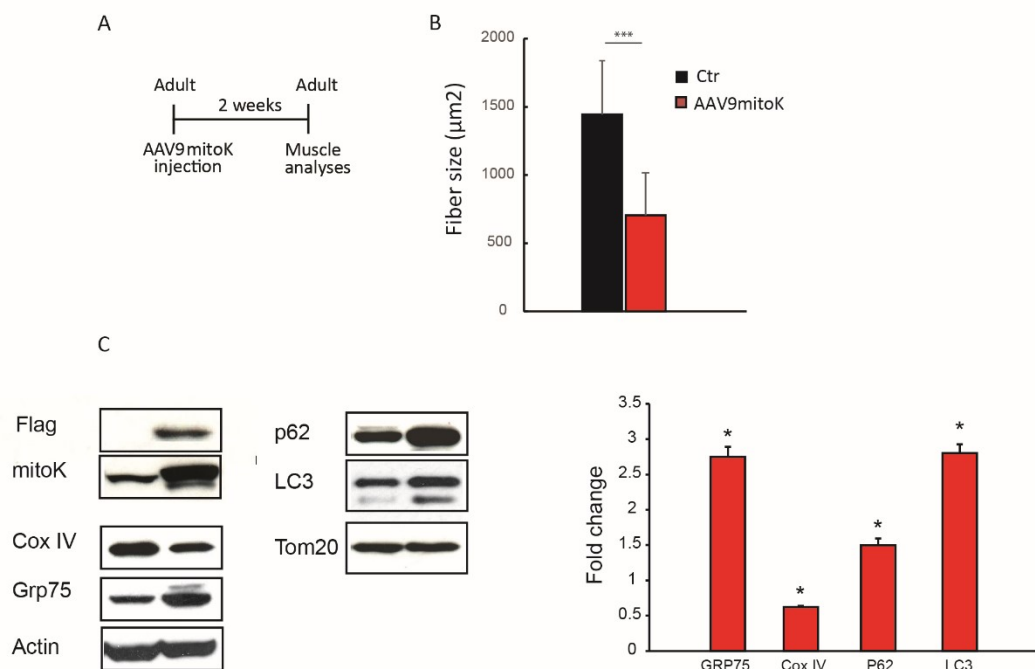 A
Adult
Adult
2 weeks
AAV9mitoK
injection
Muscle
analyses
B
2000
1500
1000
500
0
Fiber size (µm2)
***
Ctr
AAV9mitoK
C
Flag
mitoK
Cox IV
Grp75
Actin
p62
LC3
Tom20
3.5
3
2.5
2
1.5
1
0.5
0
Fold change
*
*
*
*
GRP75
Cox IV
P62
LC3